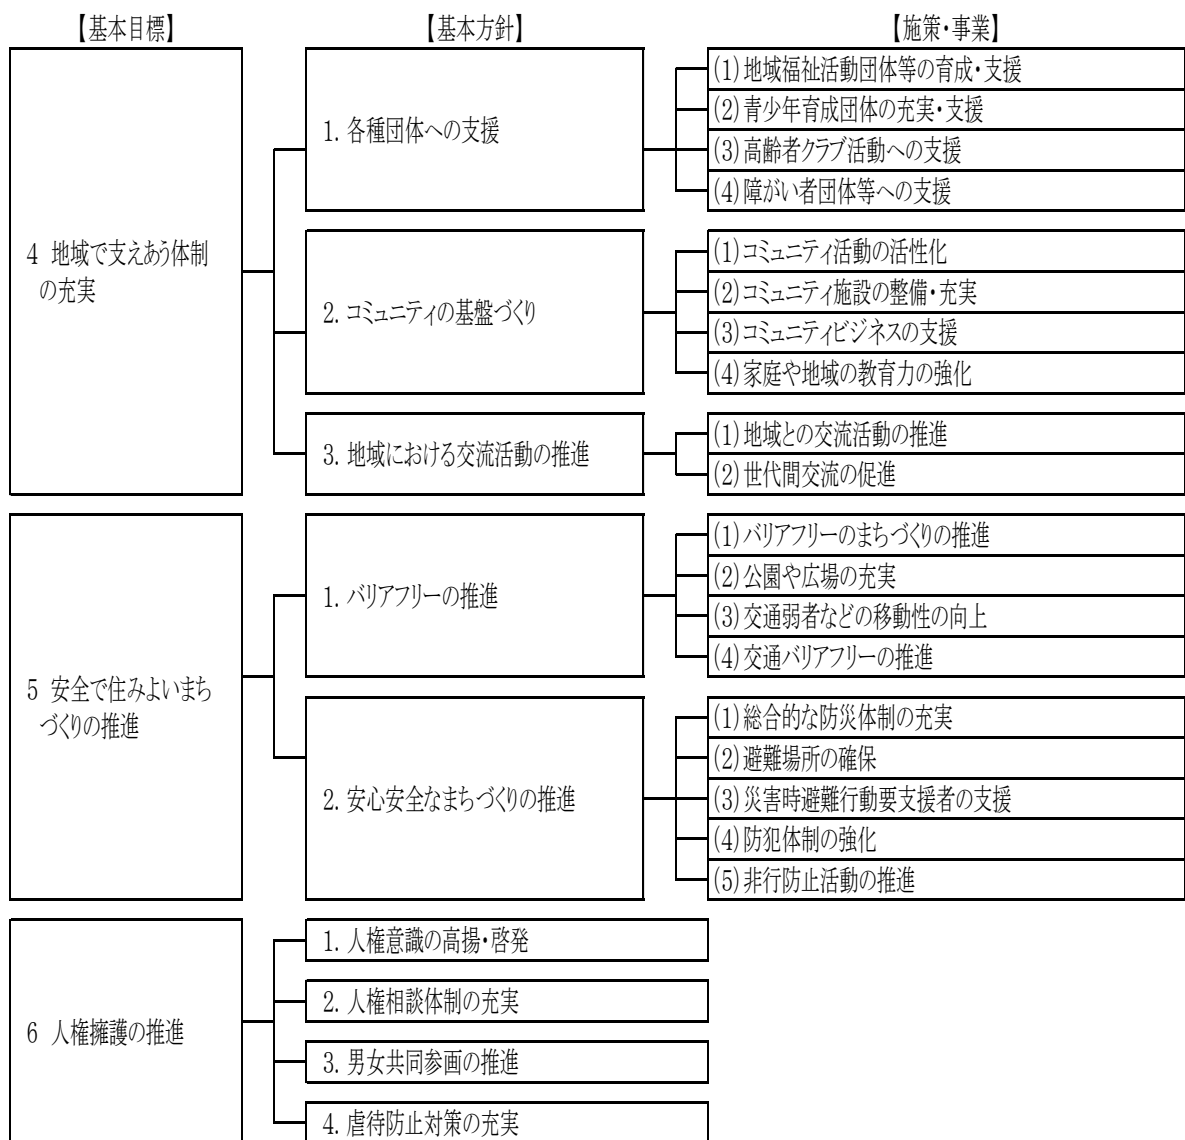 【基本目標】 【基本方針】 【施策・事業】
4 地域で支えあう体制
の充実
1. 各種団体への支援
(1)地域福祉活動団体等の育成・支援
(2)青少年育成団体の充実・支援
(3)高齢者クラブ活動への支援
(4)障がい者団体等への支援
2. コミュニティの基盤づくり
(1)コミュニティ活動の活性化
(2)コミュニティ施設の整備・充実
(3)コミュニティビジネスの支援
(4)家庭や地域の教育力の強化
3. 地域における交流活動の推進
(1)地域との交流活動の推進
(2)世代間交流の促進
5 安全で住みよいまち
づくりの推進
1. バリアフリーの推進
(1)バリアフリーのまちづくりの推進
(2)公園や広場の充実
(3)交通弱者などの移動性の向上
(4)交通バリアフリーの推進
2. 安心安全なまちづくりの推進
(1)総合的な防災体制の充実
(2)避難場所の確保
(3)災害時避難行動要支援者の支援
(4)防犯体制の強化
(5)非行防止活動の推進
6 人権擁護の推進
1. 人権意識の高揚・啓発
2. 人権相談体制の充実
3. 男女共同参画の推進
4. 虐待防止対策の充実